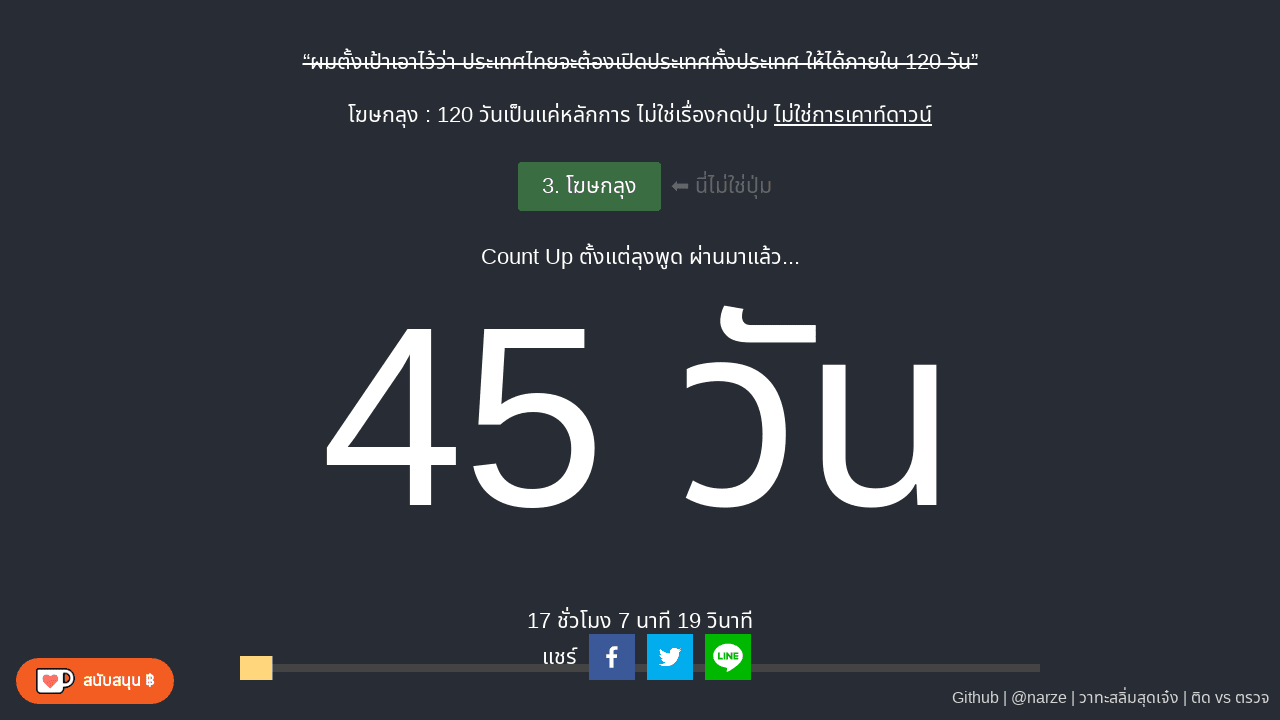 “ผมตั้งเป้าเอาไว้ว่า ประเทศไทยจะต้องเปิดประเทศทั้งประเทศ ให้ได้ภายใน 120 วัน”
โฆษกลุง : 120 วันเป็นแค่หลักการ ไม่ใช่เรื่องกดปุ่ม ไม่ใช่การเคาท์ดาวน์
3. โฆษกลุง ⬅ นี่ไม่ใช่ปุ่ม
Count Up ตั้งแต่ลุงพูด ผ่านมาแล้ว...
45 วัน
17 ชั่วโมง 7 นาที 19 วินาที
แชร์ LINE
สนับสนุน ฿
Github | @narze | วาทะสลิ่มสุดเจ๋ง | ติด vs ตรวจ